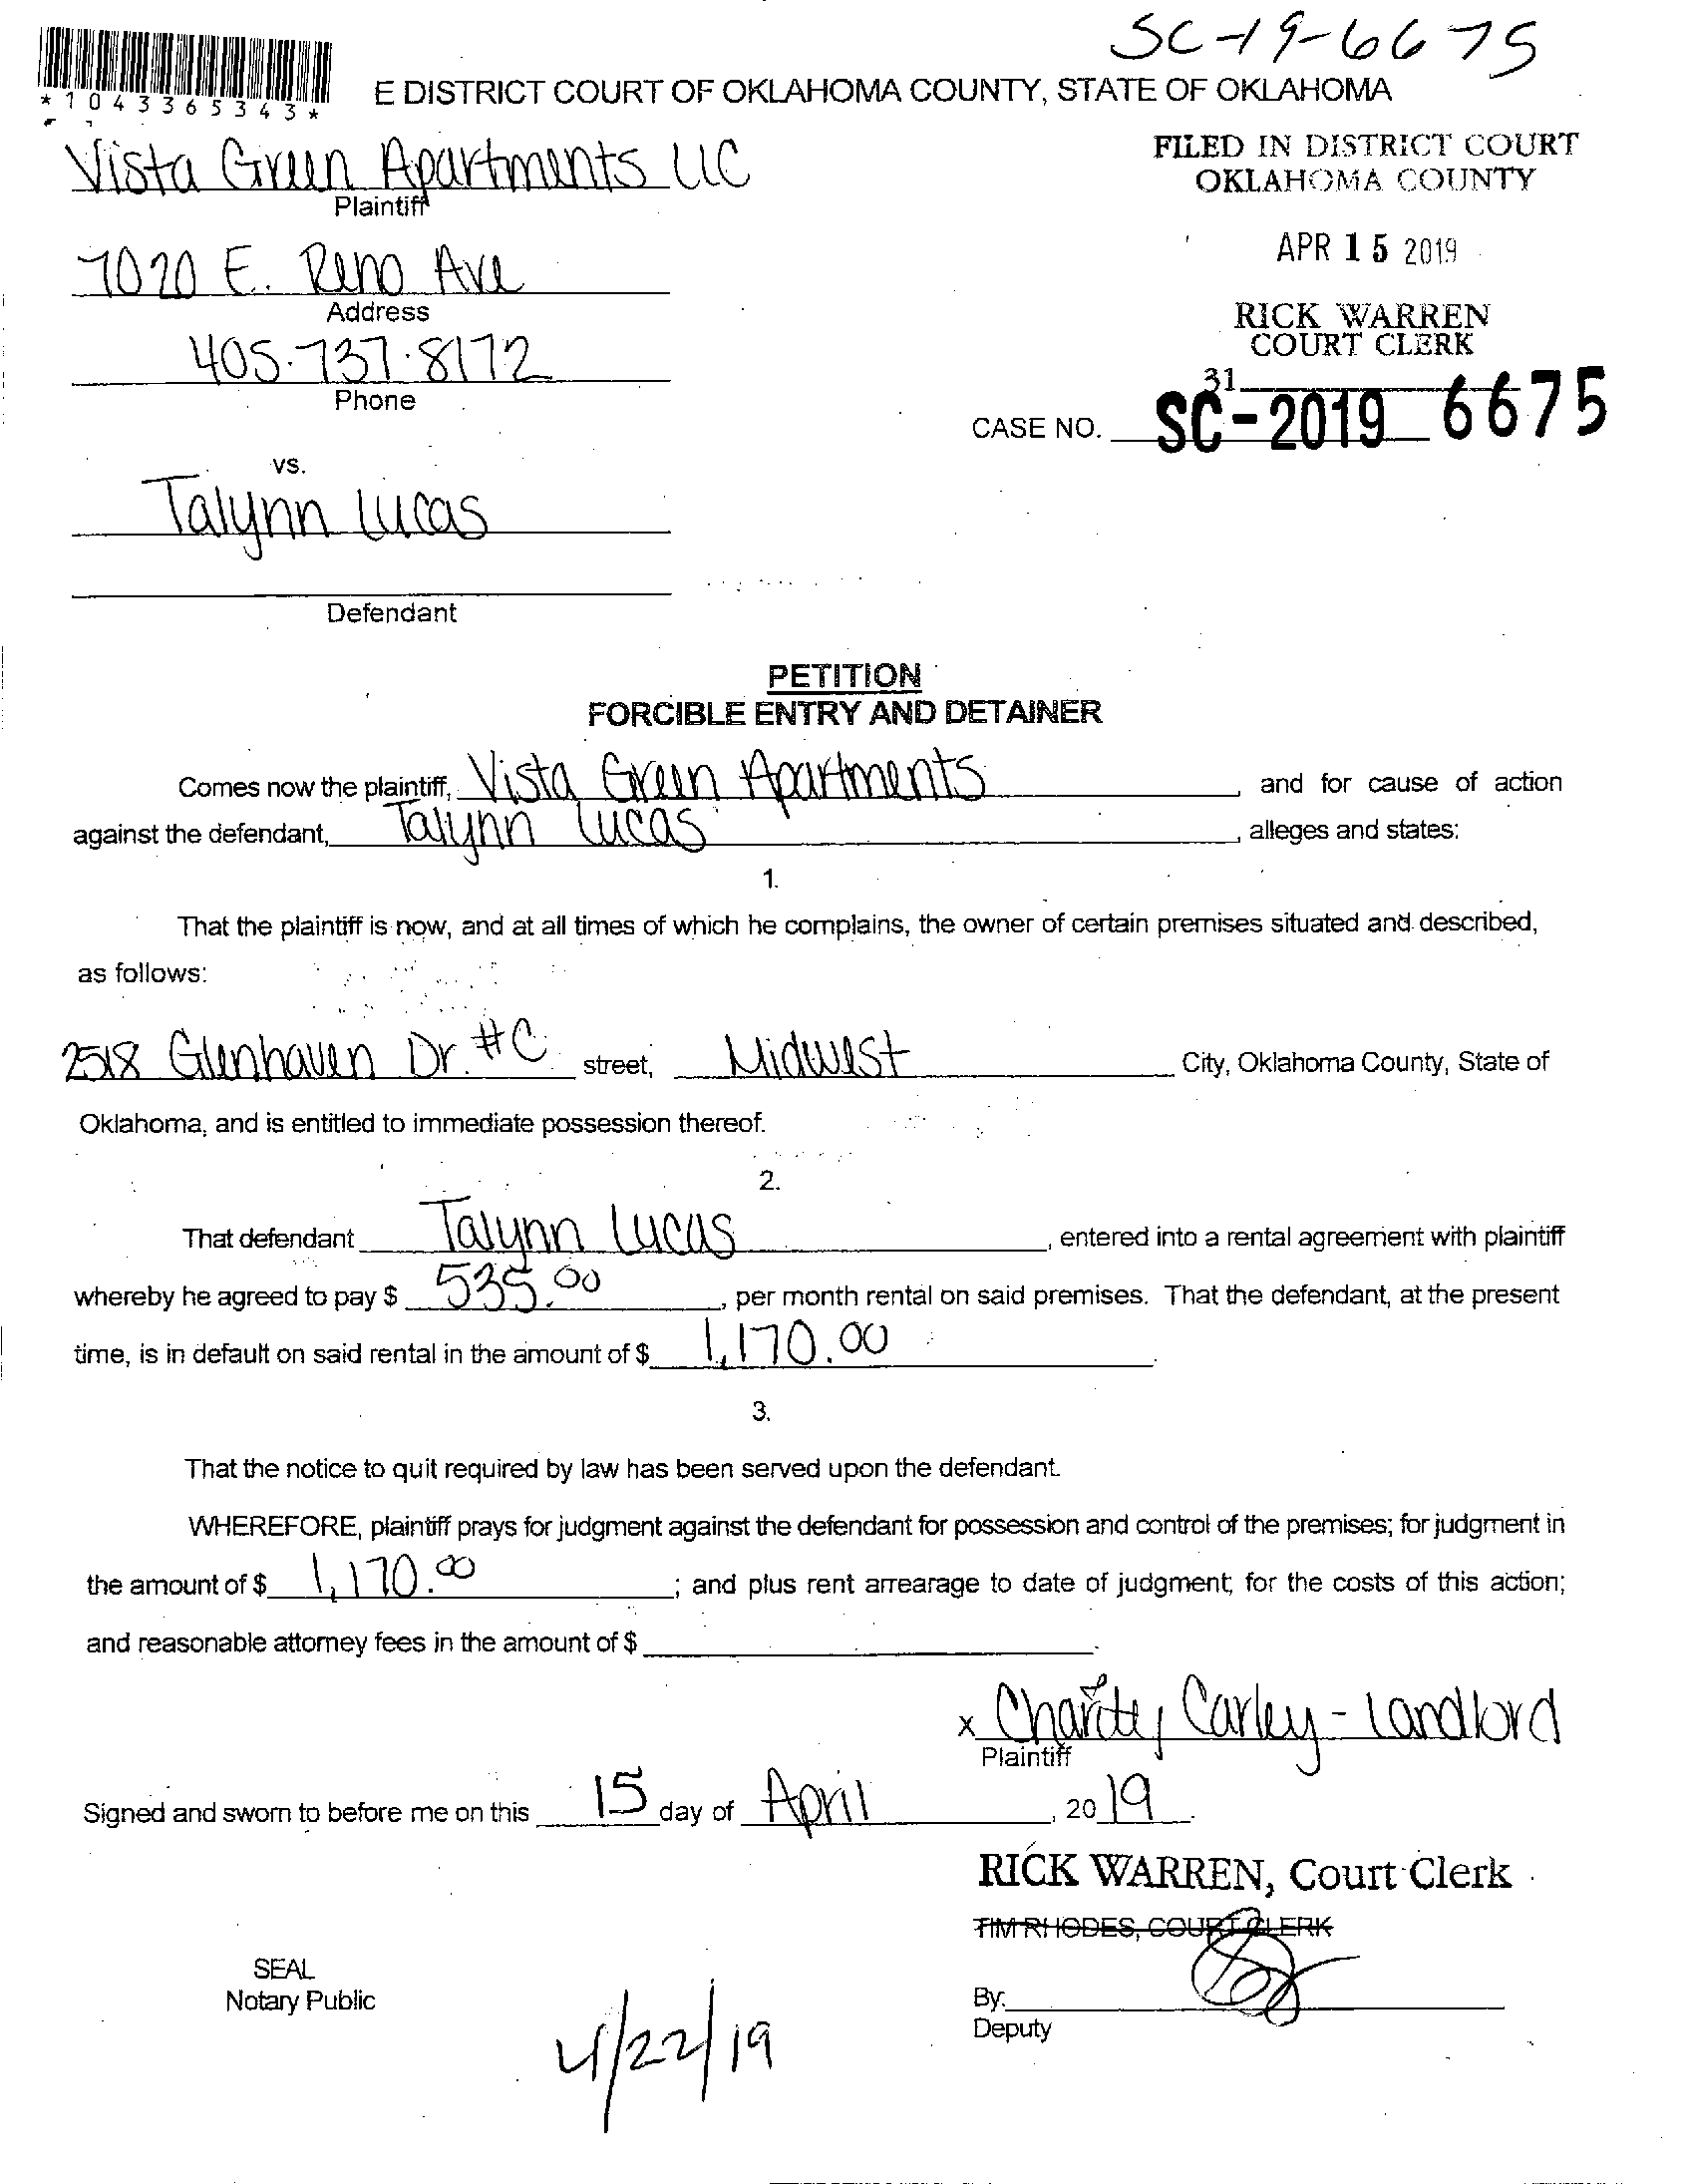 SC-19-6675
*1043365343*
E DISTRICT COURT OF OKLAHOMA COUNTY, STATE OF OKLAHOMA
Vista Green Apartments LLC
Plaintiff
FILED IN DISTRICT COURT
OKLAHOMA COUNTY
7020 E. Reno Ave
Address
APR 15 2019
405-737-8172
Phone
RICK WARREN
COURT CLERK
31
CASE NO. SC-2019 6675
vs.
Talynn Lucas
Defendant
PETITION
FORCIBLE ENTRY AND DETAINER
Comes now the plaintiff, Vista Green Apartments and for cause of action
against the defendant, Talynn Lucas, alleges and states:
1.
That the plaintiff is now, and at all times of which he complains, the owner of certain premises situated and described,
as follows:
2518 Glenhaven Dr. #C street, Midwest City, Oklahoma County, State of
Oklahoma, and is entitled to immediate possession thereof.
2.
That defendant Talynn Lucas, entered into a rental agreement with plaintiff
whereby he agreed to pay $ 535.00, per month rental on said premises. That the defendant, at the present
time, is in default on said rental in the amount of $ 1,170.00.
3.
That the notice to quit required by law has been served upon the defendant.
WHEREFORE, plaintiff prays for judgment against the defendant for possession and control of the premises; for judgment in
the amount of $ 1,170.00; and plus rent arrearage to date of judgment; for the costs of this action;
and reasonable attorney fees in the amount of $
x Charity Carley - Landlord
Plaintiff
Signed and sworn to before me on this 15 day of April, 2019.
RICK WARREN, Court Clerk
TIM RHODES, COURT CLERK
SEAL
Notary Public
By:
Deputy
4/22/19